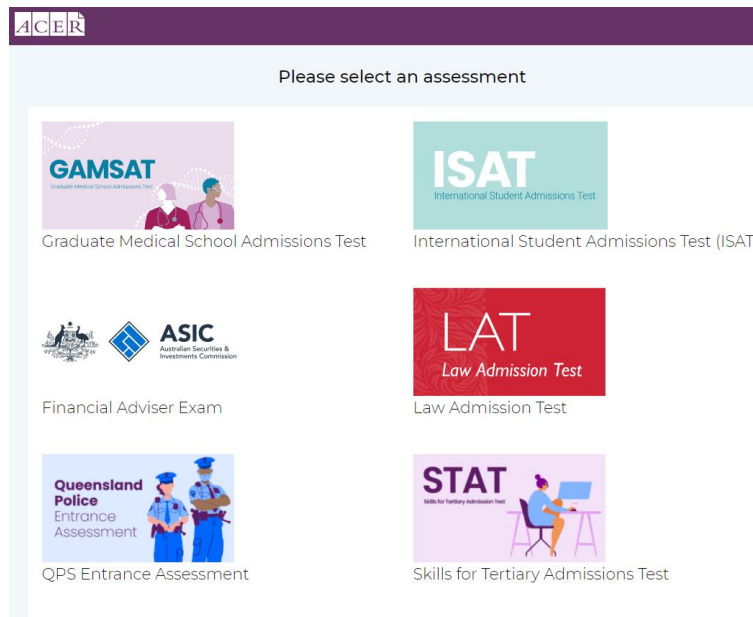 ACER
Please select an assessment
GAMSAT
Graduate Medical School Admissions Test
Graduate Medical School Admissions Test
ISAT
International Student Admissions Test
International Student Admissions Test (ISAT
ASIC
Australian Securities &
Investments Commission
Financial Adviser Exam
LAT
Law Admission Test
Law Admission Test
Queensland
Police
Entrance
Assessment
QPS Entrance Assessment
STAT
Skills for Tertiary Admission Test
Skills for Tertiary Admissions Test